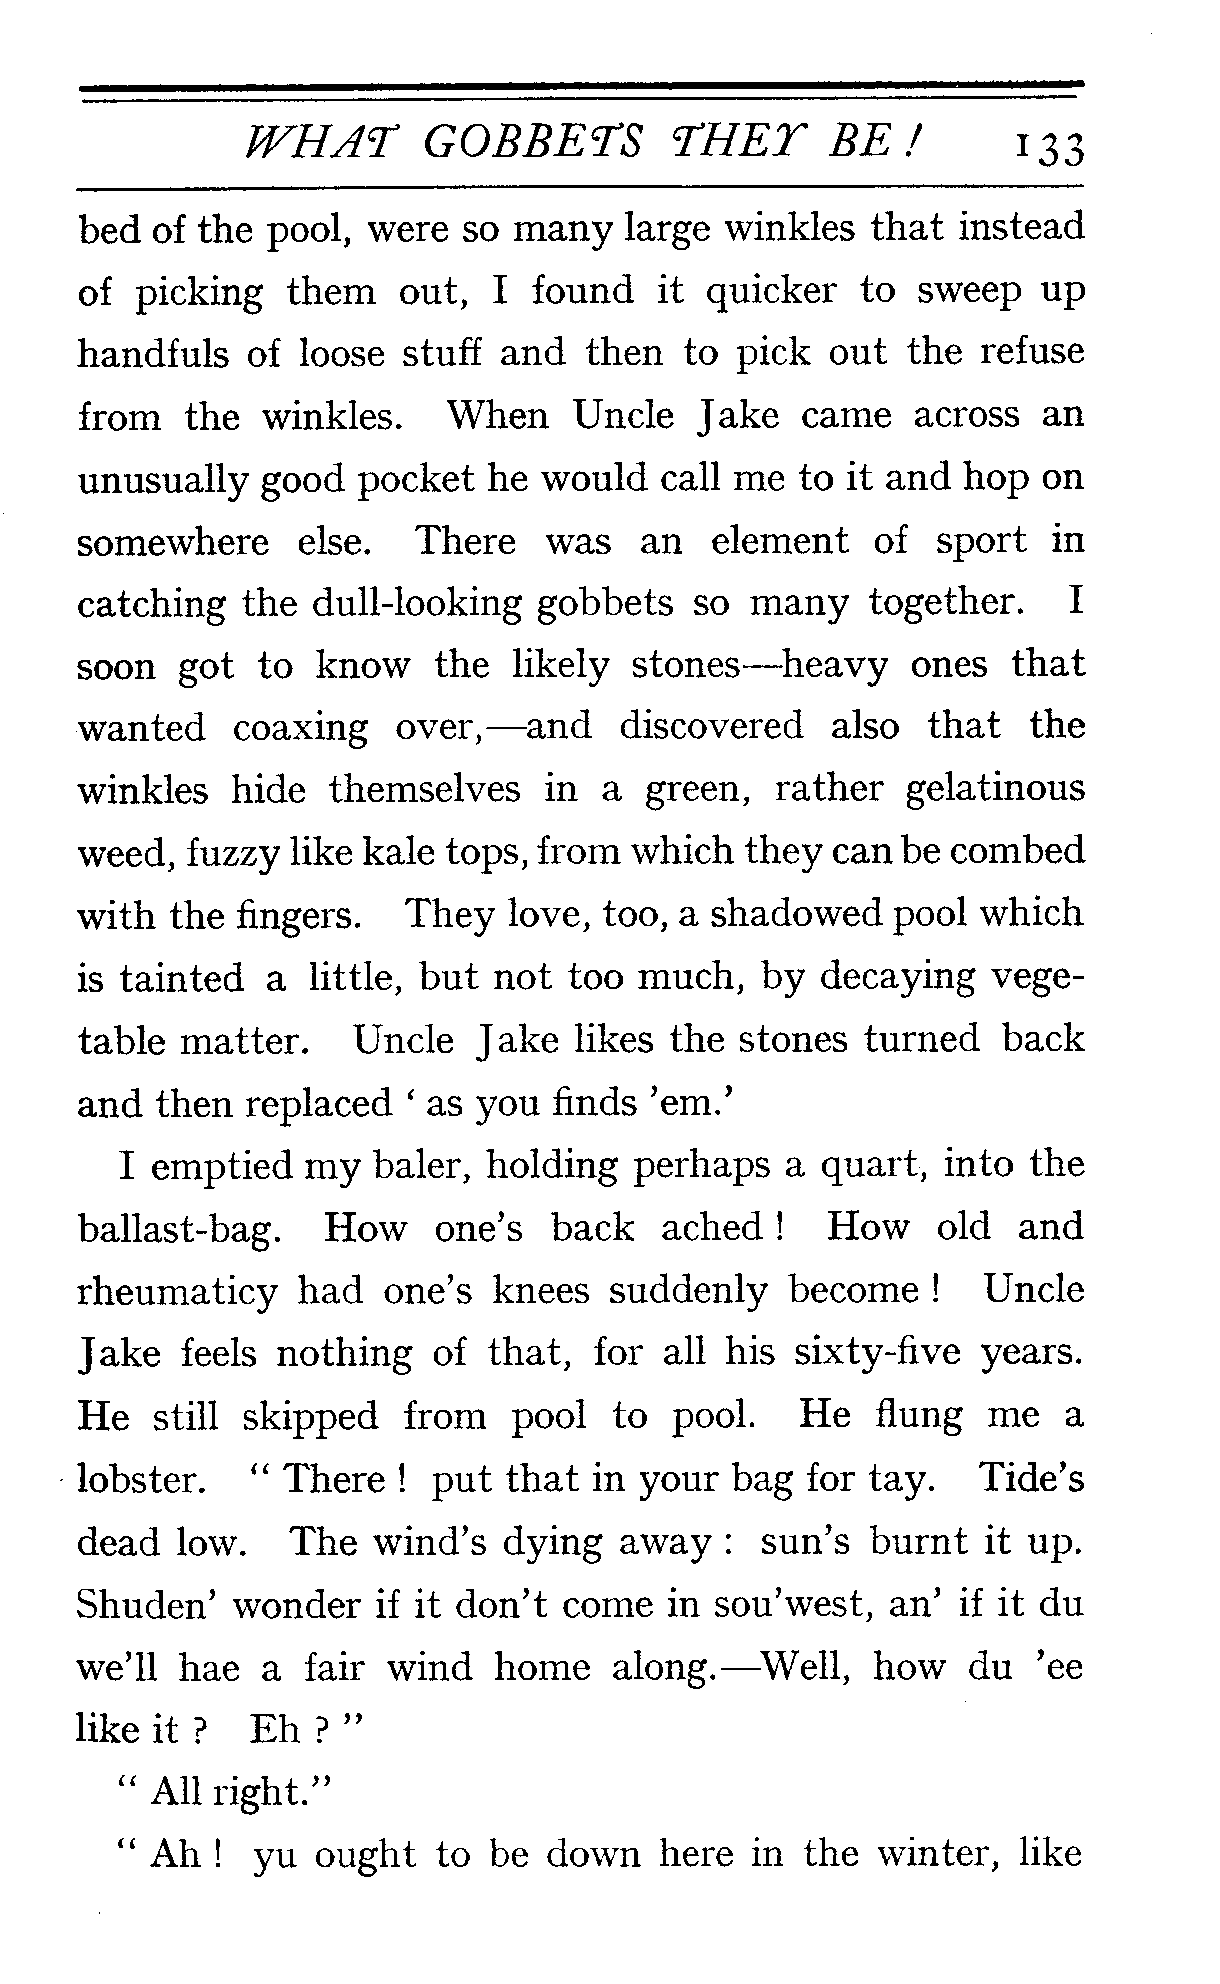 WHAT GOBBETS THEY BE! 133
bed of the pool, were so many large winkles that instead
of picking them out, I found it quicker to sweep up
handfuls of loose stuff and then to pick out the refuse
from the winkles. When Uncle Jake came across an
unusually good pocket he would call me to it and hop on
somewhere else. There was an element of sport in
catching the dull-looking gobbets so many together. I
soon got to know the likely stones—heavy ones that
wanted coaxing over,—and discovered also that the
winkles hide themselves in a green, rather gelatinous
weed, fuzzy like kale tops, from which they can be combed
with the fingers. They love, too, a shadowed pool which
is tainted a little, but not too much, by decaying vege-
table matter. Uncle Jake likes the stones turned back
and then replaced ‘as you finds ’em.’
I emptied my baler, holding perhaps a quart, into the
ballast-bag. How one’s back ached! How old and
rheumaticy had one’s knees suddenly become! Uncle
Jake feels nothing of that, for all his sixty-five years.
He still skipped from pool to pool. He flung me a
lobster. “There! put that in your bag for tay. Tide’s
dead low. The wind’s dying away: sun’s burnt it up.
Shuden’ wonder if it don’t come in sou’west, an’ if it du
we’ll hae a fair wind home along.—Well, how du ’ee
like it? Eh?”
“All right.”
“Ah! yu ought to be down here in the winter, like